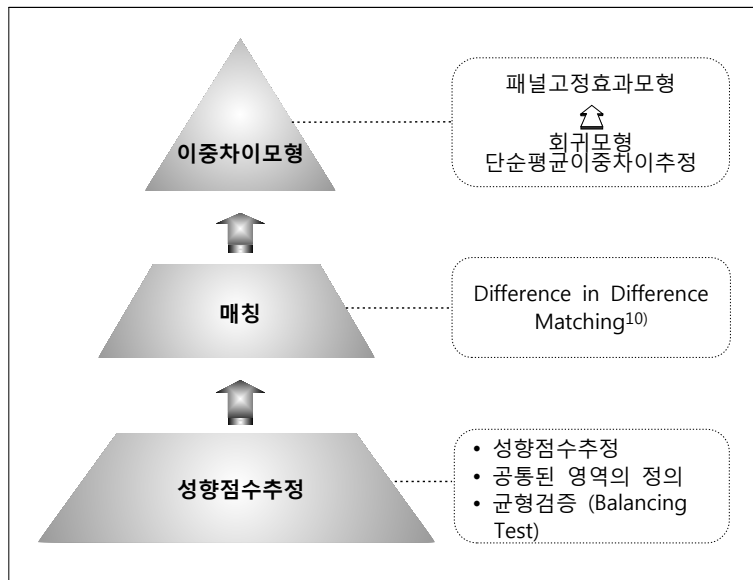 이중차이모형
패널고정효과모형
회귀모형
단순평균이중차이추정
매칭
Difference in Difference
Matching10)
성향점수추정
• 성향점수추정
• 공통된 영역의 정의
• 균형검증 (Balancing
Test)